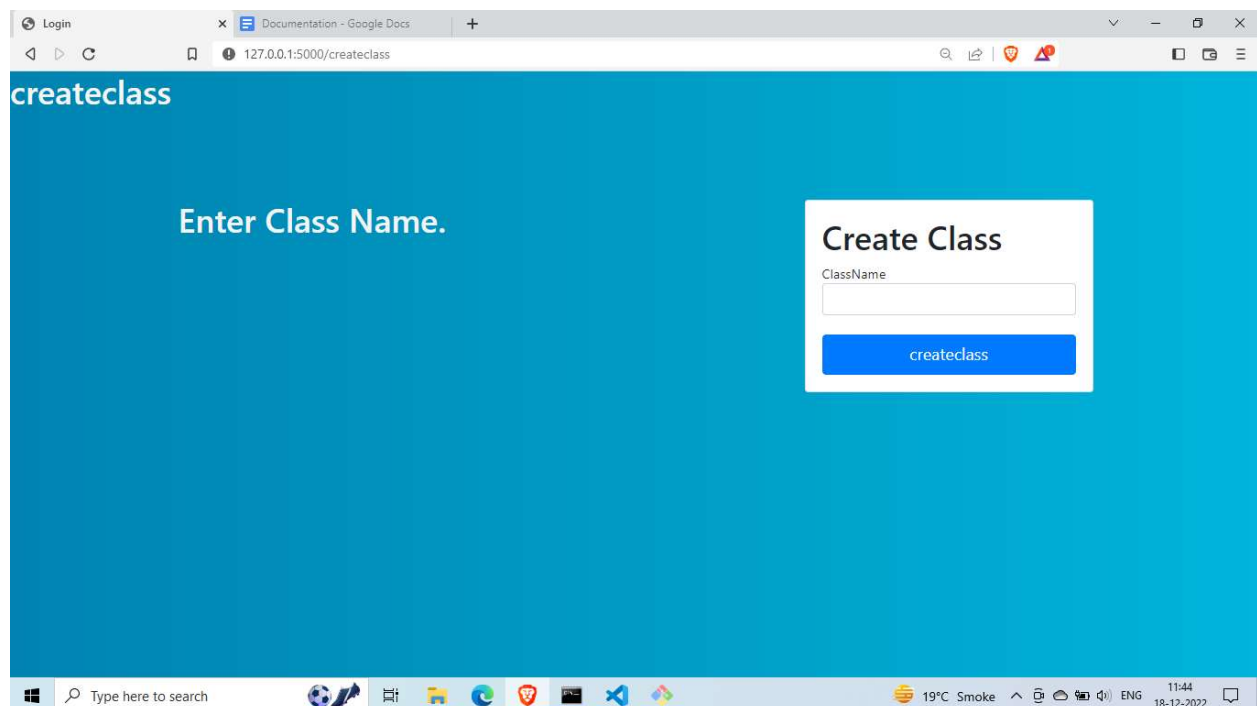 Login
Documentation - Google Docs
127.0.0.1:5000/createclass
createclass
Enter Class Name.
Create Class
ClassName
createclass
Type here to search
19°C Smoke
ENG
11:44
18-12-2022